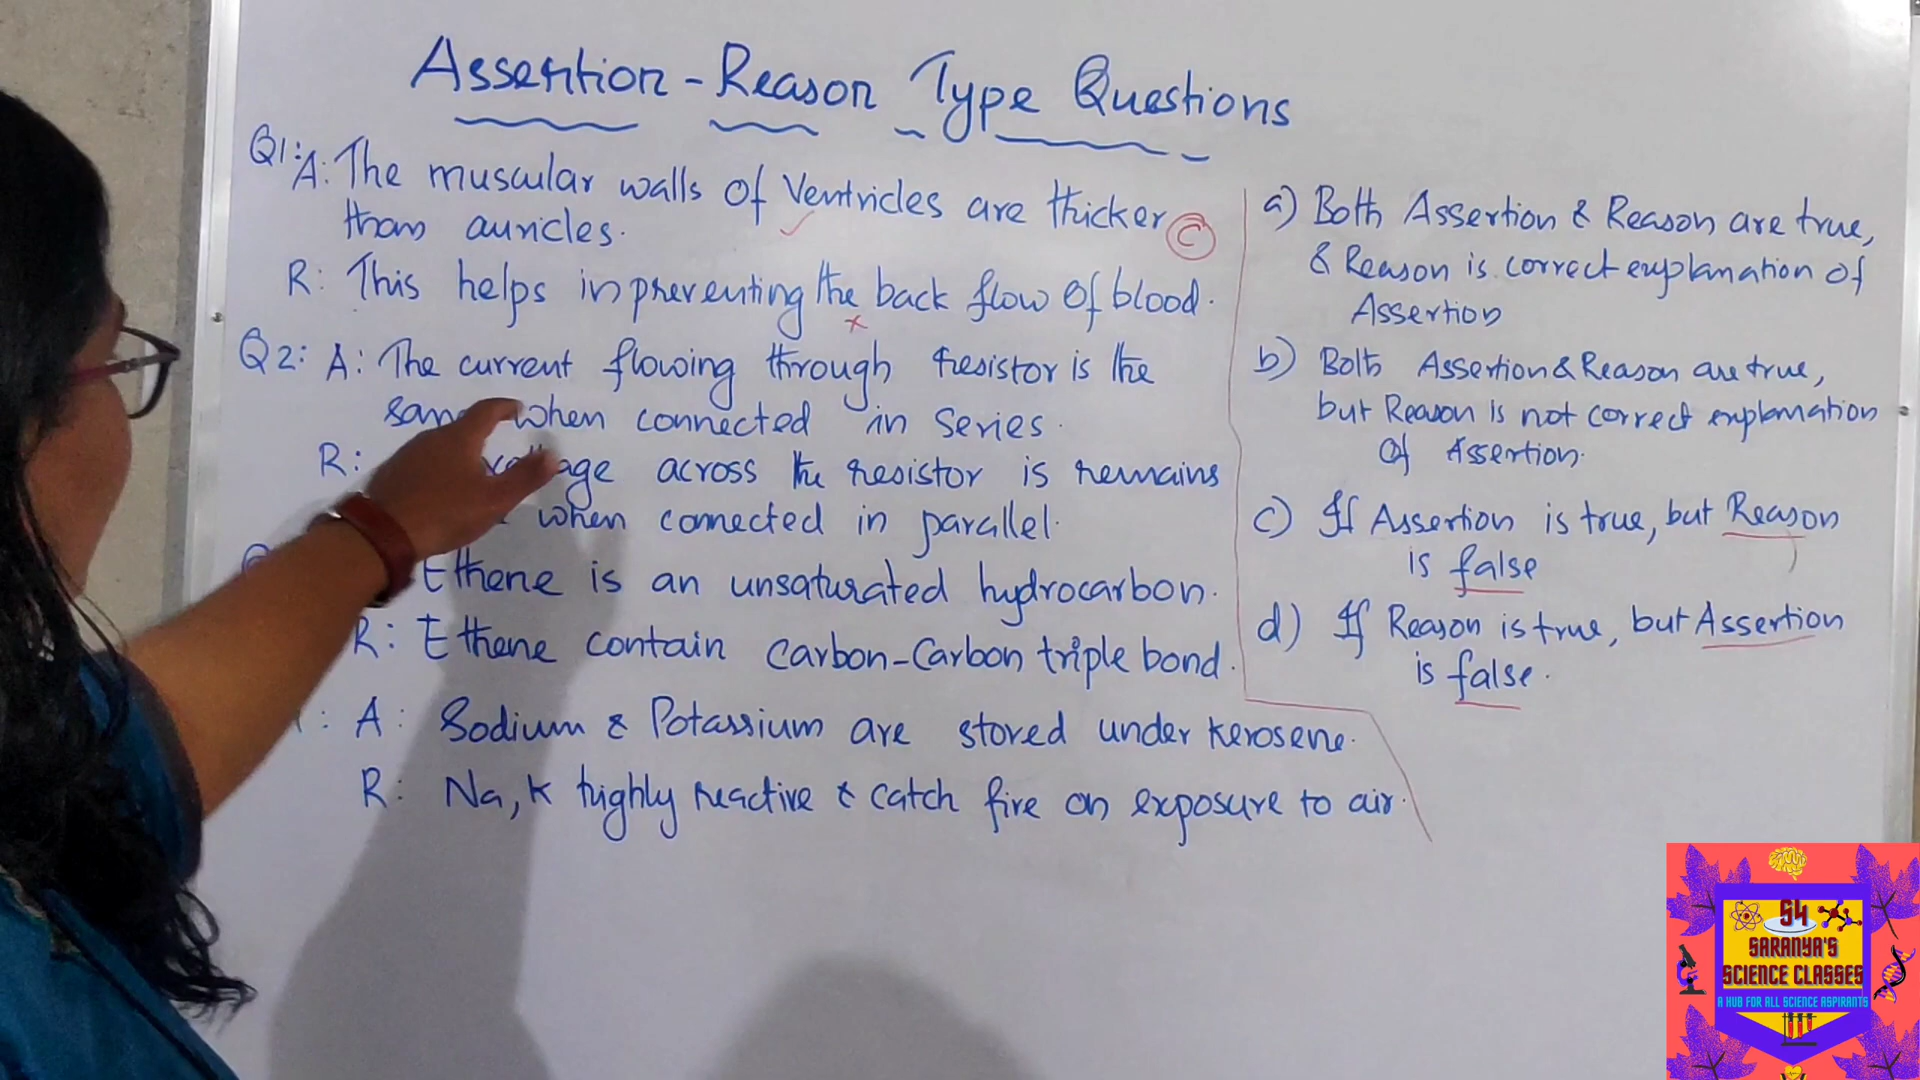 Assertion - Reason Type Questions
Q1: A: The muscular walls of Ventricles are thicker
than auricles.
C
R: This helps in preventing the back flow of blood.
Q2: A: The current flowing through resistor is the
when connected in Series.
R: across the resistor is remains
when connected in parallel.
Ethene is an unsaturated hydrocarbon.
R: Ethene contain Carbon-Carbon triple bond.
A: Sodium & Potassium are stored under kerosene.
R: Na, K highly reactive & catch fire on exposure to air.
a) Both Assertion & Reason are true,
& Reason is correct explanation of
Assertion
b) Both Assertion & Reason are true,
but Reason is not correct explanation
Of Assertion.
c) If Assertion is true, but Reason
is false
d) If Reason is true, but Assertion
is false.
S4
SARANYA'S
SCIENCE CLASSES
A HUB FOR ALL SCIENCE ASPIRANTS